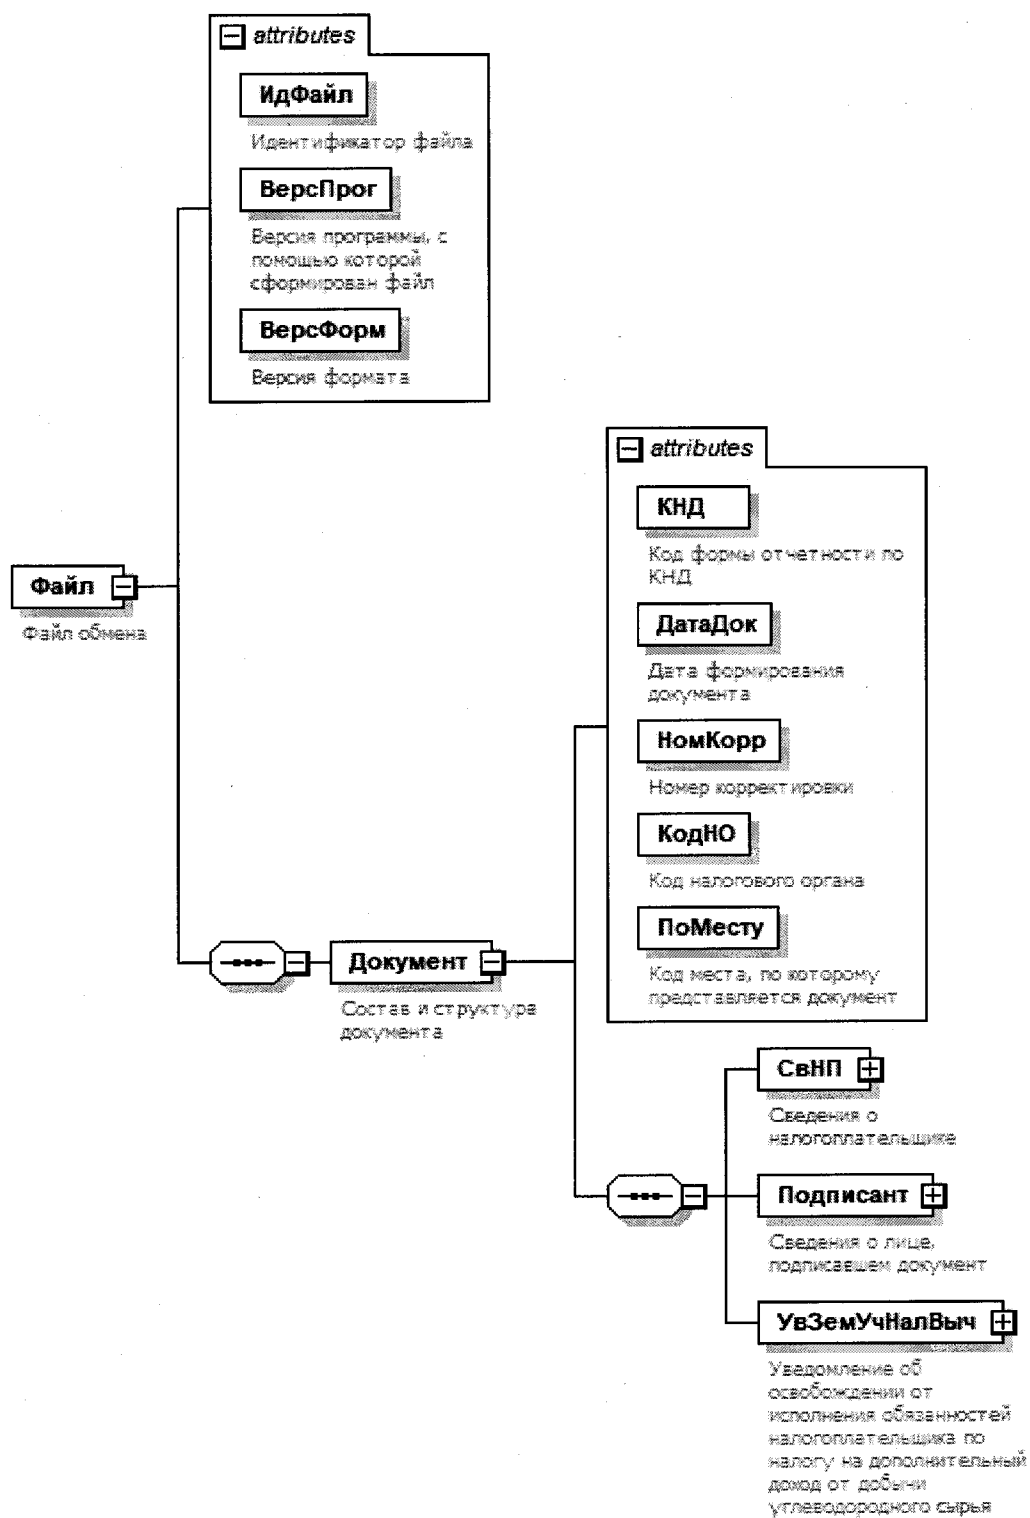 attributes
ИдФайл
Идентификатор файла
ВерсПрог
Версия программы, с
помощью которой
сформирован файл
ВерсФорм
Версия формата
Файл
Файл обмена
Документ
Состав и структура
документа
attributes
КНД
Код формы отчетности по
КНД
ДатаДок
Дата формирования
документа
НомКорр
Номер корректировки
КодНО
Код налогового органа
ПоМесту
Код места, по которому
представляется документ
СвНП
Сведения о
налогоплательщике
Подписант
Сведения о лице,
подписавшем документ
УвЗемУчНалВыч
Уведомление об
освобождении от
исполнения обязанностей
налогоплательщика по
налогу на дополнительный
доход от добычи
углеводородного сырья